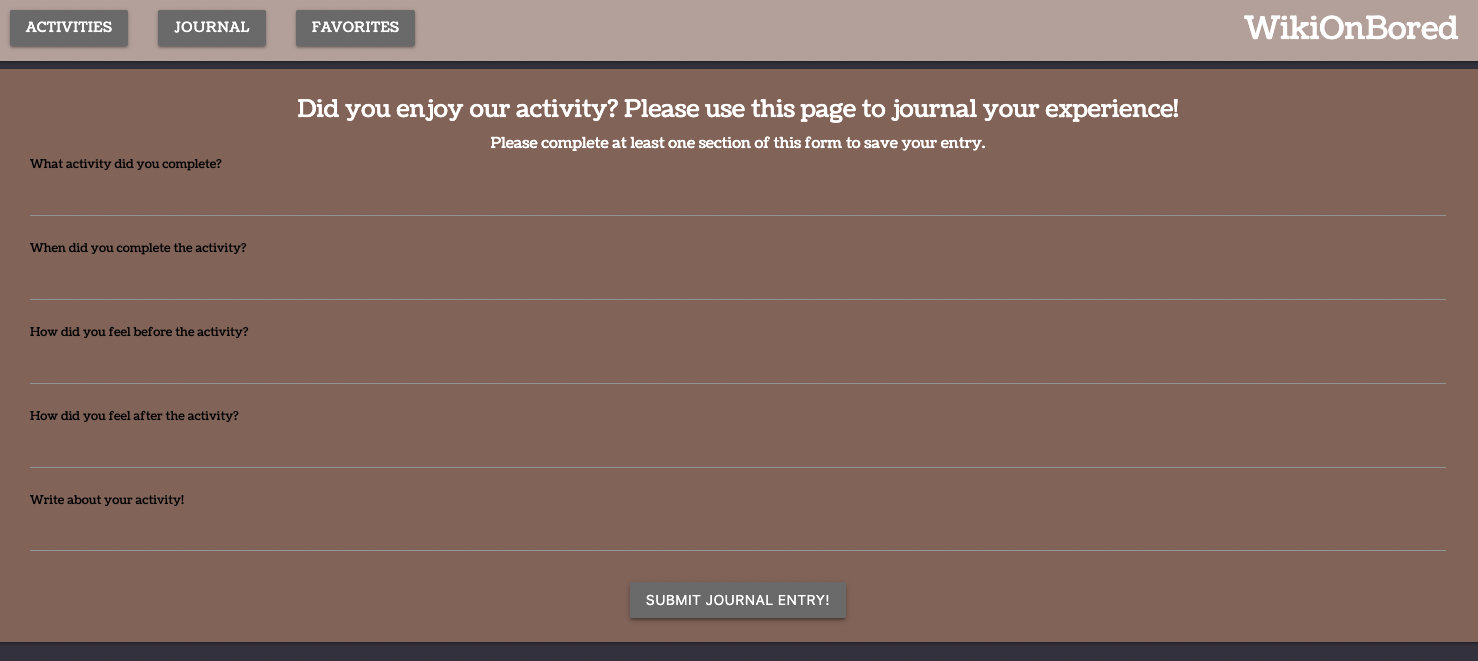 ACTIVITIES JOURNAL FAVORITES WikiOnBored
Did you enjoy our activity? Please use this page to journal your experience!
Please complete at least one section of this form to save your entry.
What activity did you complete?
When did you complete the activity?
How did you feel before the activity?
How did you feel after the activity?
Write about your activity!
SUBMIT JOURNAL ENTRY!